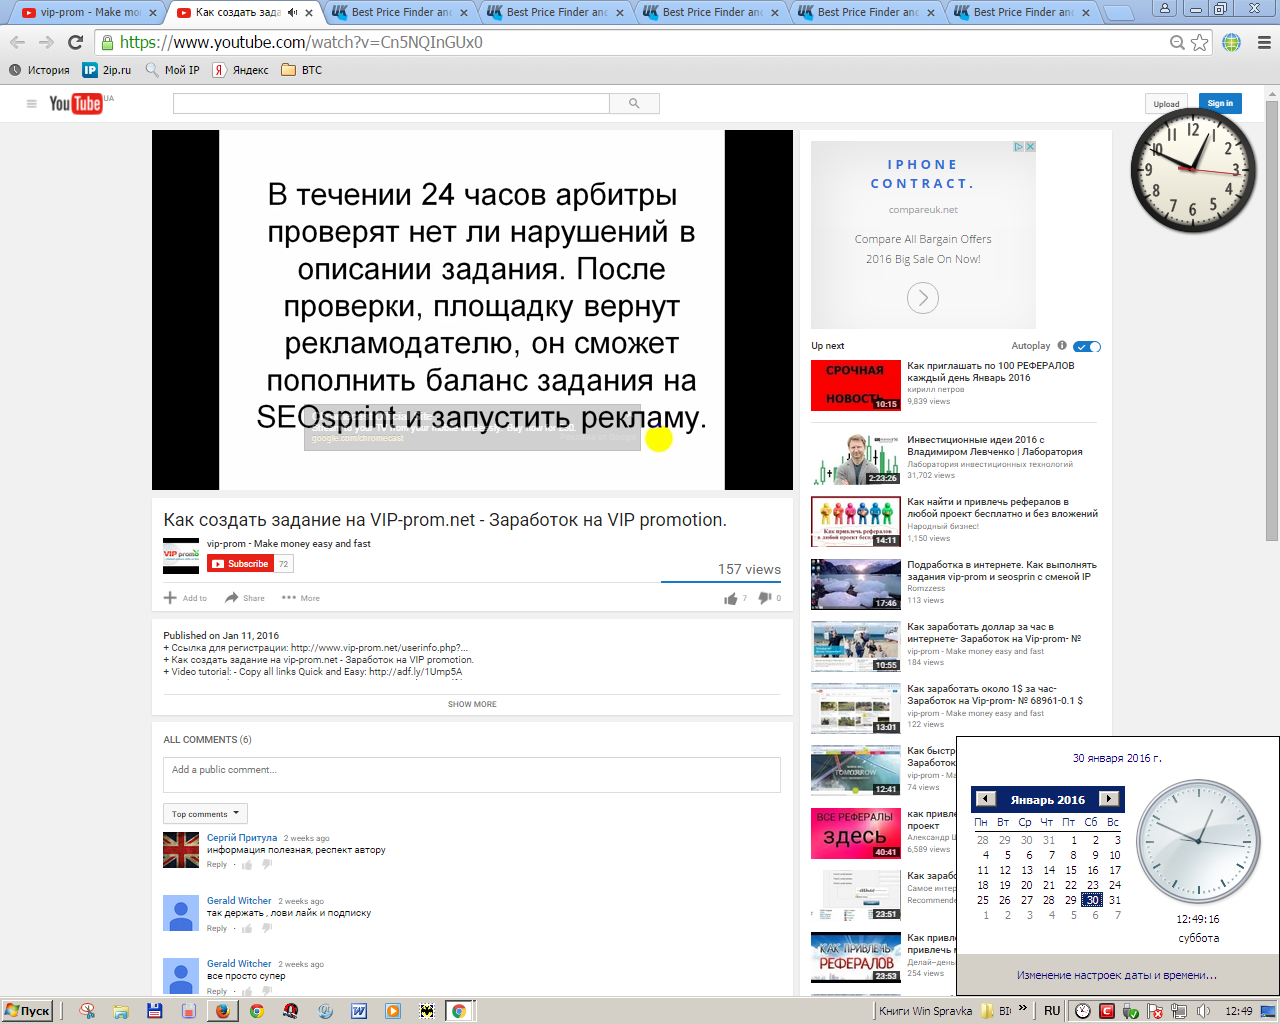 vip-prom - Make mo
Как создать зада
Best Price Finder an
Best Price Finder an
Best Price Finder an
Best Price Finder an
Best Price Finder an
https://www.youtube.com/watch?v=Cn5NQInGUx0
История
2ip.ru
Мой IP
Яндекс
ВТС
YouTube UA
Upload
Sign in
В течении 24 часов арбитры
проверят нет ли нарушений в
описании задания. После
проверки, площадку вернут
рекламодателю, он сможет
пополнить баланс задания на
SEOsprint и запустить рекламу.
google.com/chromecast
Как создать задание на VIP-prom.net - Заработок на VIP promotion.
vip-prom - Make money easy and fast
Subscribe 72
157 views
Add to
Share
More
7
0
Published on Jan 11, 2016
+ Ссылка для регистрации: http://www.vip-prom.net/userinfo.php?...
+ Как создать задание на vip-prom.net - Заработок на VIP promotion.
+ Video tutorial: - Copy all links Quick and Easy: http://adf.ly/1Ump5A
SHOW MORE
ALL COMMENTS (6)
Add a public comment...
Top comments
Сергій Притула 2 weeks ago
информация полезная, респект автору
Reply
Gerald Witcher 2 weeks ago
так держать , лови лайк и подписку
Reply
Gerald Witcher 2 weeks ago
все просто супер
Reply
IPHONE
CONTRACT.
compareuk.net
Compare All Bargain Offers
2016 Big Sale On Now!
Up next
Autoplay
СРОЧНАЯ
НОВОСТЬ
10:15
Как приглашать по 100 РЕФЕРАЛОВ
каждый день Январь 2016
кирилл петров
9,839 views
2:23:26
Инвестиционные идеи 2016 с
Владимиром Левченко | Лаборатория
Лаборатория инвестиционных технологий
31,702 views
Как привлечь рефералов
14:11
Как найти и привлечь рефералов в
любой проект бесплатно и без вложений
Народный бизнес!
1,150 views
17:46
Подработка в интернете. Как выполнять
задания vip-prom и seosprin с сменой IP
Romzzess
113 views
10:55
Как заработать доллар за час в
интернете- Заработок на Vip-prom- №
vip-prom - Make money easy and fast
184 views
13:01
Как заработать около 1$ за час-
Заработок на Vip-prom- № 68961-0.1 $
vip-prom - Make money easy and fast
122 views
TOMORROW
12:41
Как быстр
Заработок
vip-prom - Ma
74 views
ВСЕ РЕФЕРАЛЫ
здесь
40:41
как привле
проект
Александр Ш
6,589 views
23:51
Как зарабо
Самое интер
Recommende
КАК ПРИВЛЕЧЬ
РЕФЕРАЛОВ
23:53
Как привле
привлечь м
Делай-день
254 views
12 1 2 3 4 5 6 7 8 9 10 11
30 января 2016 г.
Январь 2016
Пн Вт Ср Чт Пт Сб Вс
28 29 30 31 1 2 3
4 5 6 7 8 9 10
11 12 13 14 15 16 17
18 19 20 21 22 23 24
25 26 27 28 29 30 31
1 2 3 4 5 6 7
12:49:16
суббота
Изменение настроек даты и времени...
Пуск
Книги Win Spravka
RU
12:49